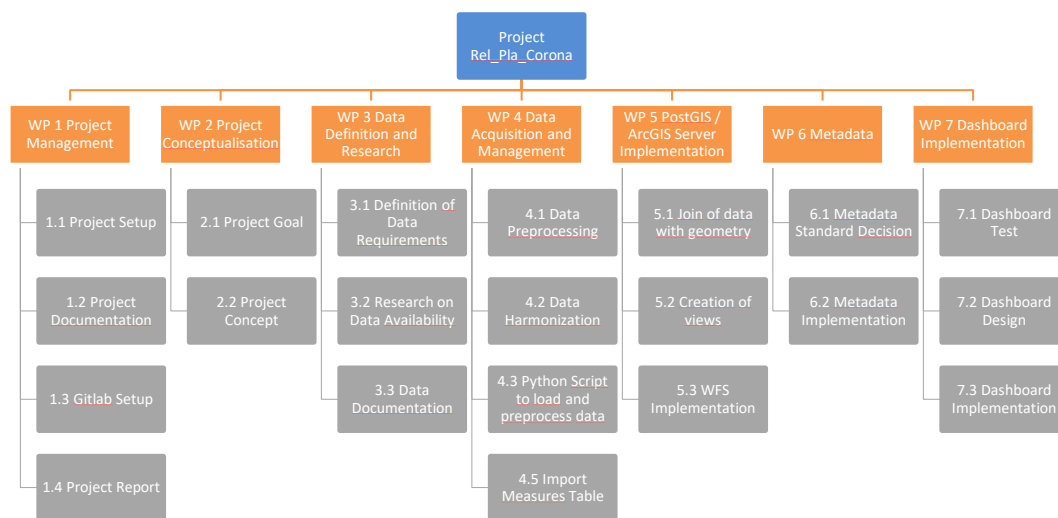 Project
Rel_Pla_Corona
WP 1 Project
Management
WP 2 Project
Conceptualisation
WP 3 Data
Definition and
Research
WP 4 Data
Acquisition and
Management
WP 5 PostGIS /
ArcGIS Server
Implementation
WP 6 Metadata
WP 7 Dashboard
Implementation
1.1 Project Setup
1.2 Project
Documentation
1.3 Gitlab Setup
1.4 Project Report
2.1 Project Goal
2.2 Project
Concept
3.1 Definition of
Data
Requirements
3.2 Research on
Data Availability
3.3 Data
Documentation
4.1 Data
Preprocessing
4.2 Data
Harmonization
4.3 Python Script
to load and
preprocess data
4.5 Import
Measures Table
5.1 Join of data
with geometry
5.2 Creation of
views
5.3 WFS
Implementation
6.1 Metadata
Standard Decision
6.2 Metadata
Implementation
7.1 Dashboard
Test
7.2 Dashboard
Design
7.3 Dashboard
Implementation